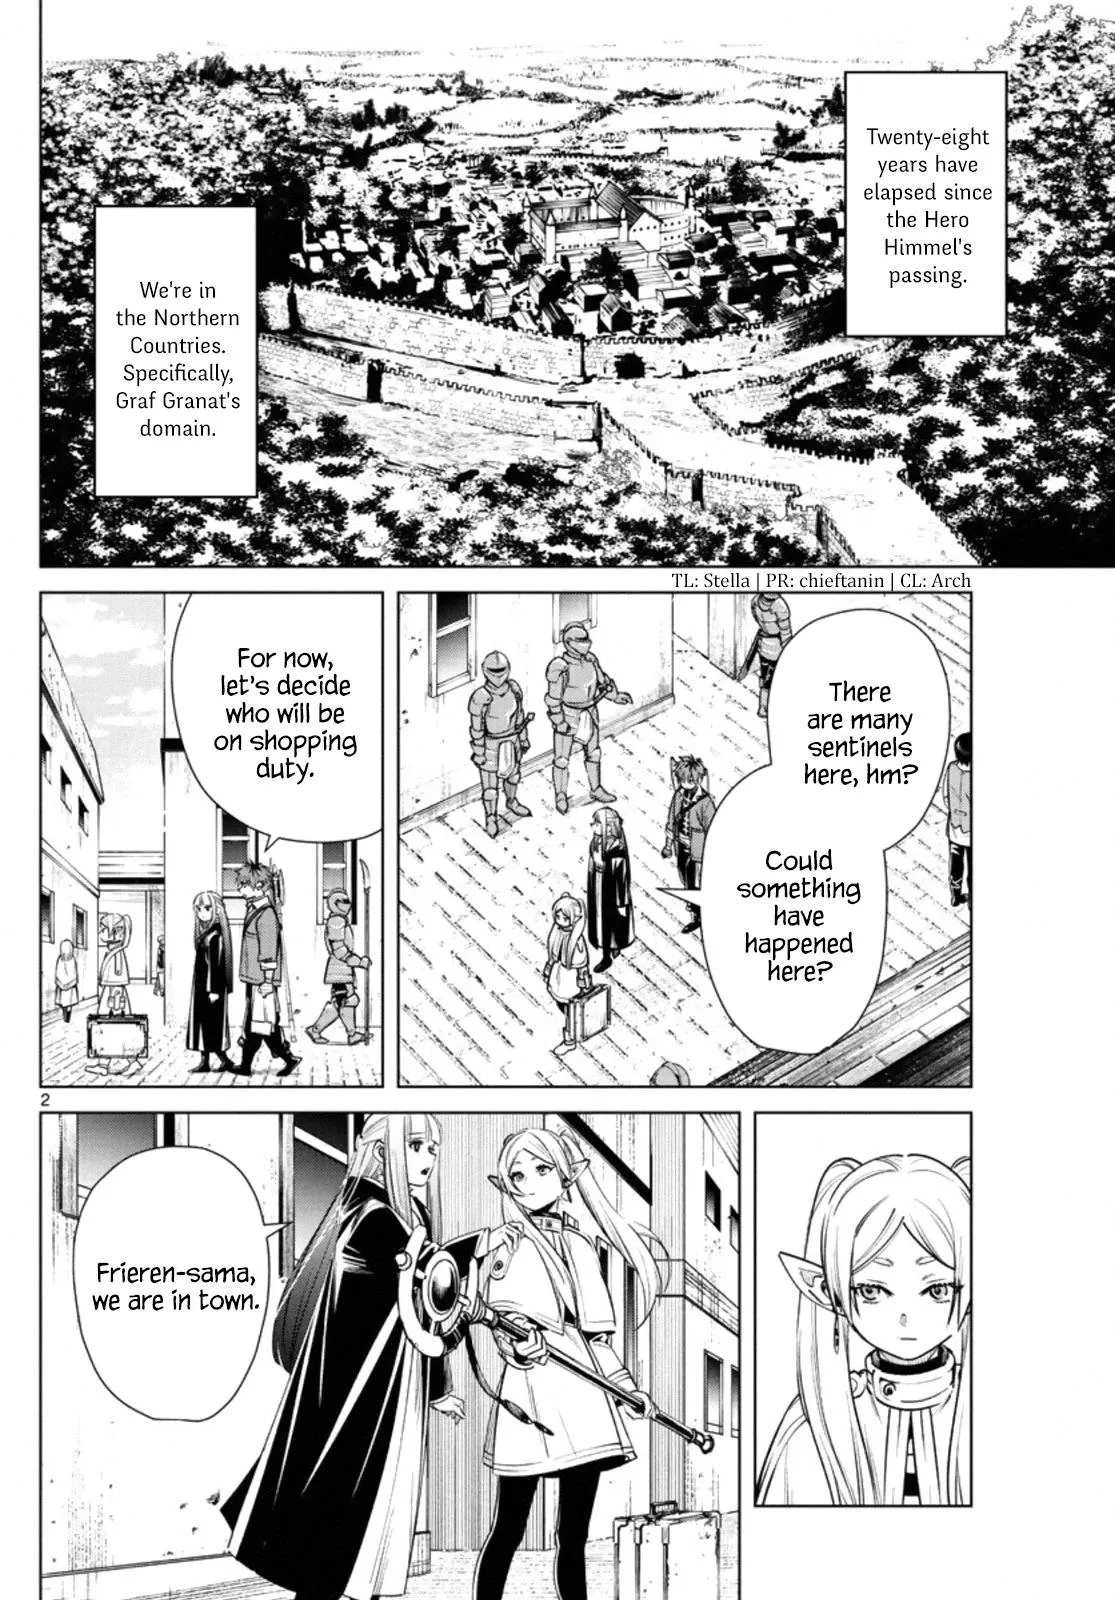 Twenty-eight
years have
elapsed since
the Hero
Himmel's
passing.
We're in
the Northern
Countries.
Specifically,
Graf Granat's
domain.
TL: Stella | PR: chieftanin | CL: Arch
There
are many
sentinels
here, hm?
Could
something
have
happened
here?
For now,
let's decide
who will be
on shopping
duty.
2
Frieren-sama,
we are in town.